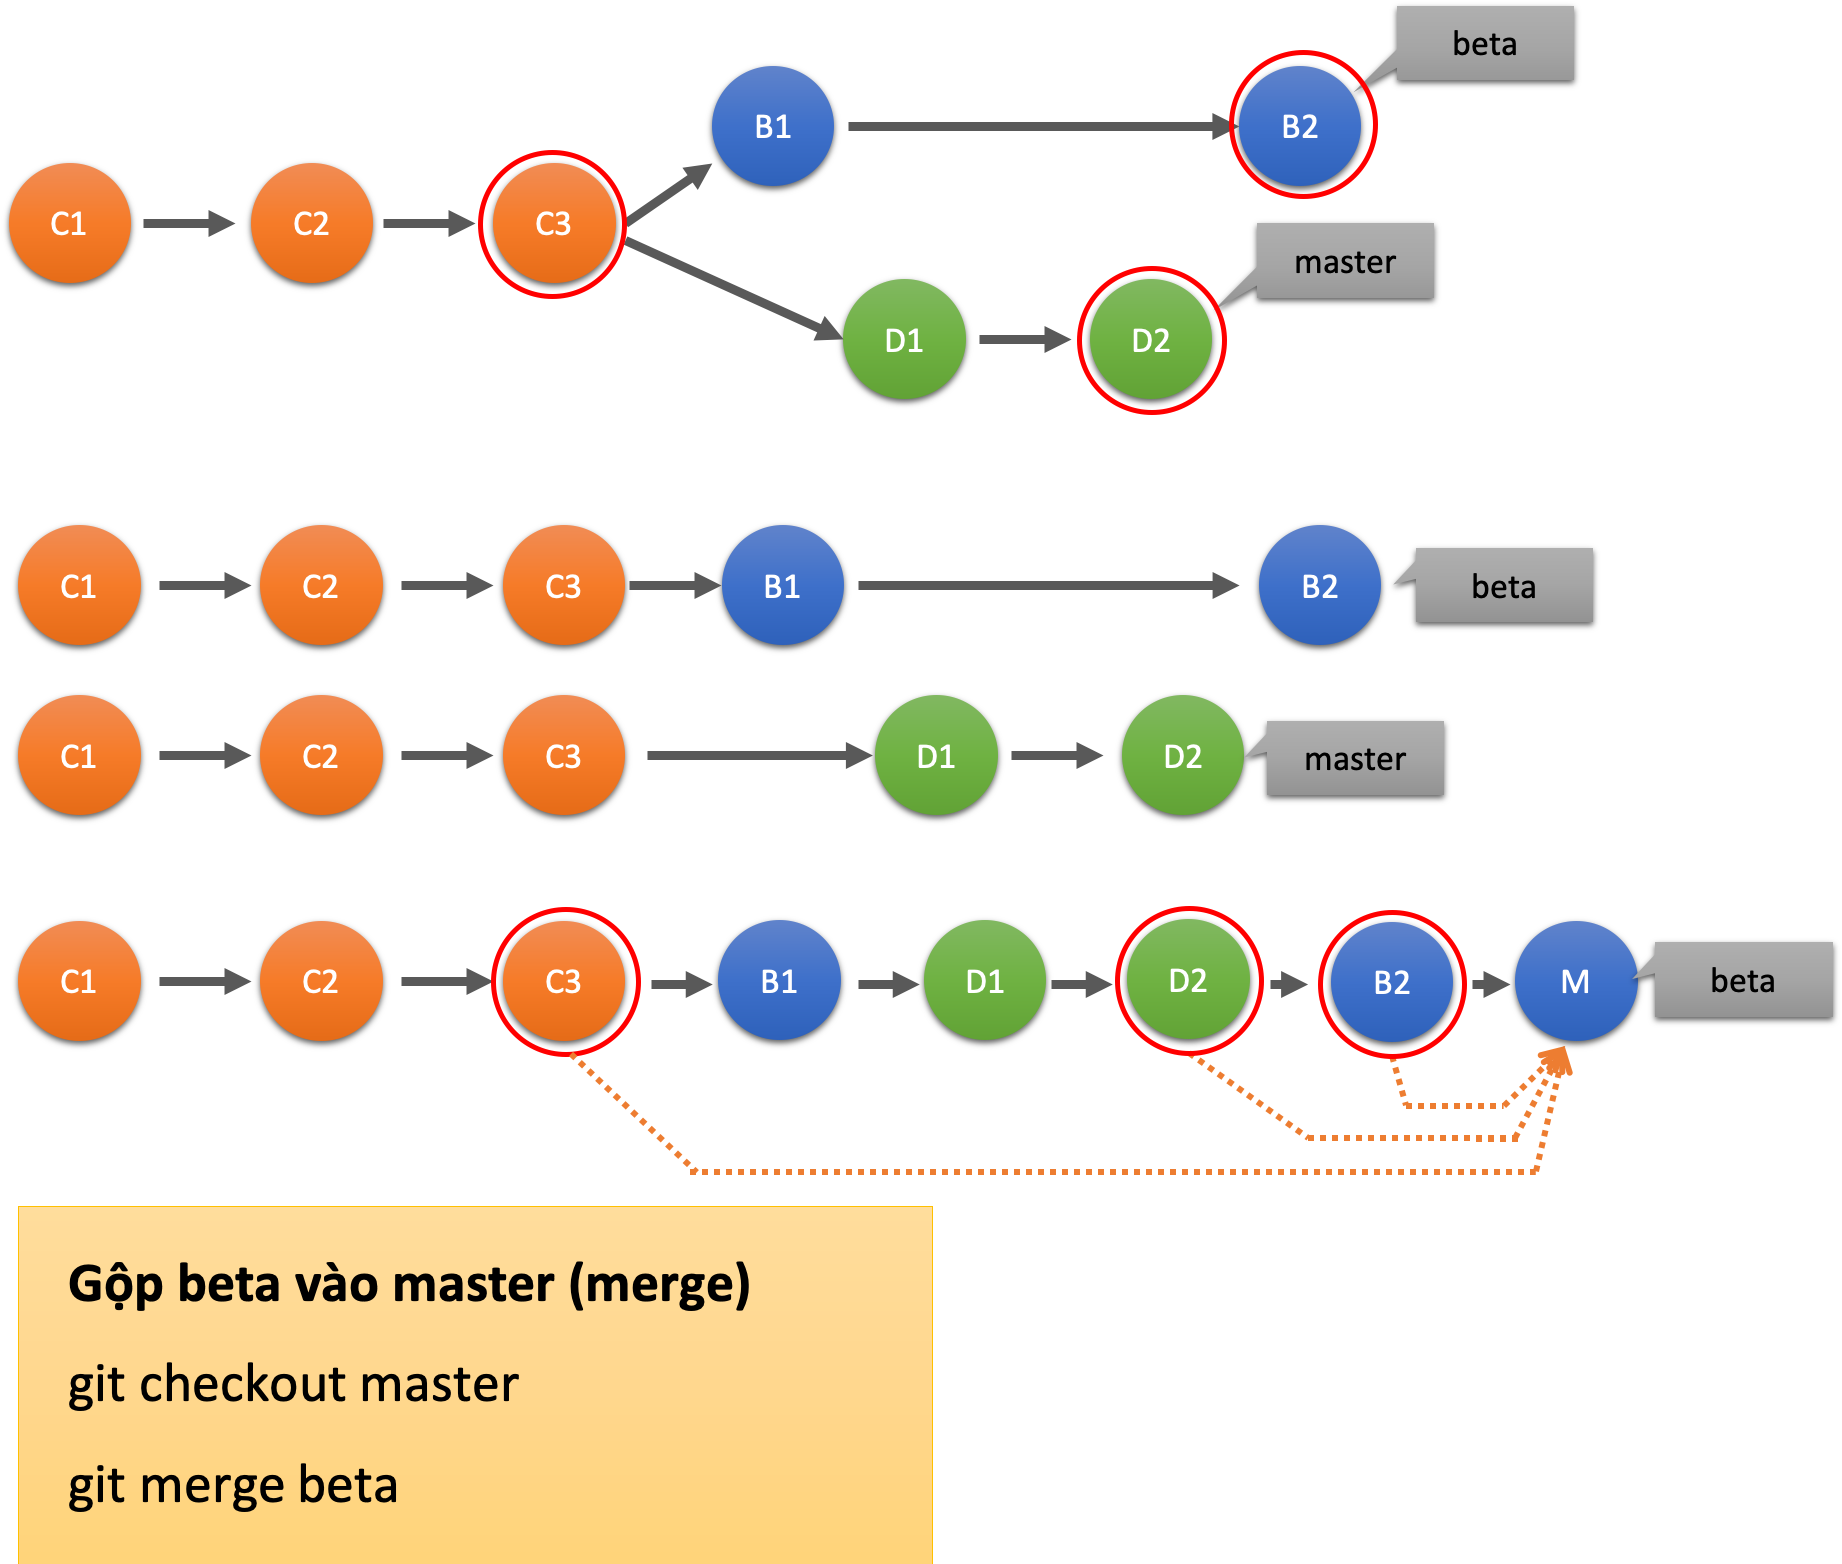 beta
B1
B2
C1
C2
C3
master
D1
D2
C1
C2
C3
B1
B2
beta
C1
C2
C3
D1
D2
master
C1
C2
C3
B1
D1
D2
B2
M
beta
Gộp beta vào master (merge)
git checkout master
git merge beta